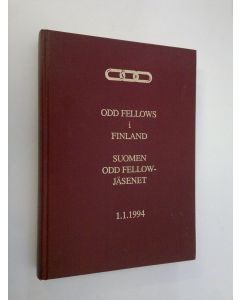 ODD FELLOWS
i
FINLAND
SUOMEN
ODD FELLOW-
JÄSENET
1.1.1994